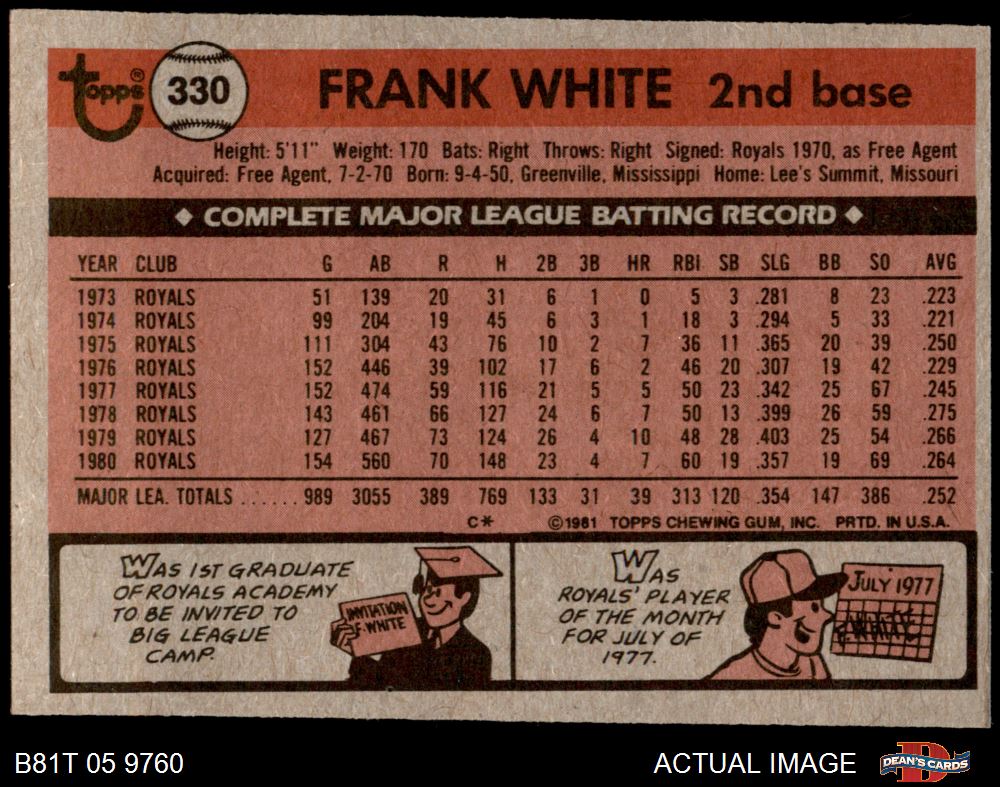 topps® 330 FRANK WHITE 2nd base
Height: 5'11" Weight: 170 Bats: Right Throws: Right Signed: Royals 1970, as Free Agent
Acquired: Free Agent, 7-2-70 Born: 9-4-50, Greenville, Mississippi Home: Lee's Summit, Missouri
◆ COMPLETE MAJOR LEAGUE BATTING RECORD ◆
YEAR CLUB G AB R H 2B 3B HR RBI SB SLG BB SO AVG
1973 ROYALS 51 139 20 31 6 1 0 5 3 .281 8 23 .223
1974 ROYALS 99 204 19 45 6 3 1 18 3 .294 5 33 .221
1975 ROYALS 111 304 43 76 10 2 7 36 11 .365 20 39 .250
1976 ROYALS 152 446 39 102 17 6 2 46 20 .307 19 42 .229
1977 ROYALS 152 474 59 116 21 5 5 50 23 .342 25 67 .245
1978 ROYALS 143 461 66 127 24 6 7 50 13 .399 26 59 .275
1979 ROYALS 127 467 73 124 26 4 10 48 28 .403 25 54 .266
1980 ROYALS 154 560 70 148 23 4 7 60 19 .357 19 69 .264
MAJOR LEA. TOTALS ...... 989 3055 389 769 133 31 39 313 120 .354 147 386 .252
C* ©1981 TOPPS CHEWING GUM, INC. PRTD. IN U.S.A.
WAS 1ST GRADUATE
OF ROYALS ACADEMY
TO BE INVITED TO
BIG LEAGUE
CAMP.
INVITATION
F. WHITE
WAS
ROYALS' PLAYER
OF THE MONTH
FOR JULY OF
1977.
JULY 1977
F. WHITE
B81T 05 9760 ACTUAL IMAGE DEAN'S CARDS